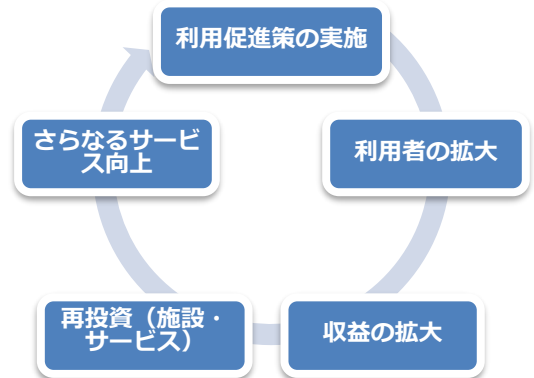 利用促進策の実施
利用者の拡大
収益の拡大
再投資（施設・
サービス）
さらなるサービ
ス向上